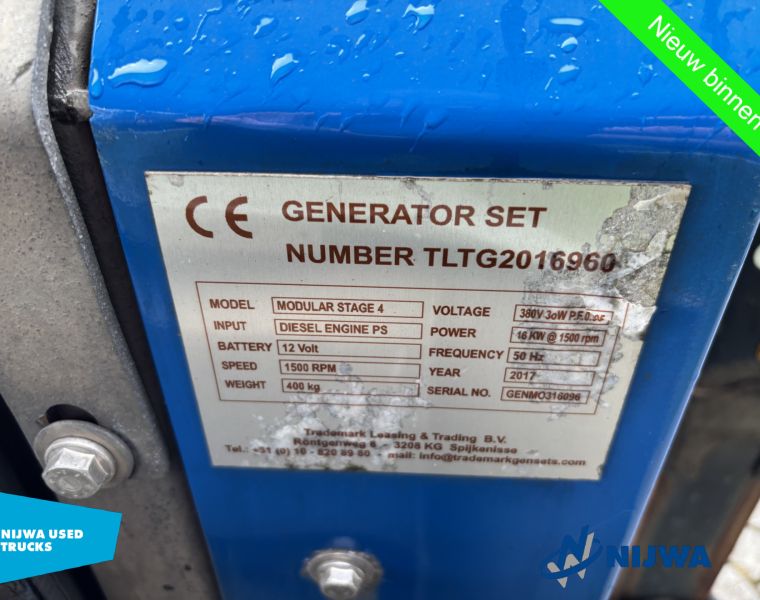 Nieuw binnen
CE GENERATOR SET
NUMBER TLTG2016960
MODEL MODULAR STAGE 4 VOLTAGE 380V 3oW P.F.
INPUT DIESEL ENGINE PS POWER 16 KW @ 1500 rpm
BATTERY 12 Volt FREQUENCY 50 Hz
SPEED 1500 RPM YEAR 2017
WEIGHT 400 kg SERIAL NO. GENMO316096
Trademark Leasing & Trading B.V.
Röntgenweg 6 - 3208 KG Spijkenisse
Tel.: +31 (0) 10 - 820 89 60 - mail: info@trademarkgensets.com
NIJWA USED
TRUCKS
NIJWA